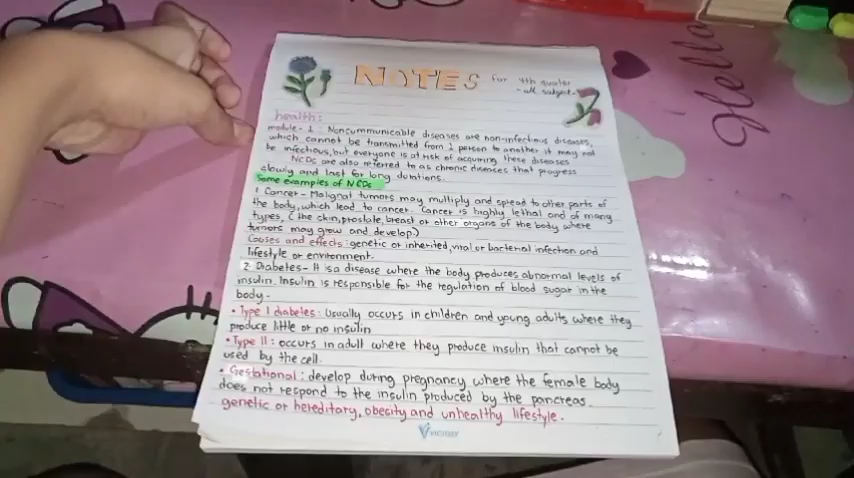 NOTES for 4th quarter
- all subject -
health:
module - 1 : Noncommunicable diseases are non-infectious diseases,
which cannot be transmitted from 1 person to another it may not
be infectious, but everyone is at risk of acquiring these diseases
NCDs are also referred to as chronic diseases that progress
slowly and last for long durations.
Some examples of NCDs
1. Cancer - Malignat tumors may multiply and spread to other parts of
the body, which lead to cancer. Cancer is highly lethal and of many
types, ( the skin, prostate, breast or other organs of the body where
tumors may grow and develop.)
Causes and effects : genetic or inherited, viral or bacterial infection and
lifestyle or environment.
2. Diabetes - It is a disease where the body produces abnormal levels of
insulin. Insulin is responsible for the regulation of blood sugar in the
body -
• Type I diabetes : Usually occurs in children and young adults where they
produce little or no insulin
• Type II : occurs in adult where they produce insulin that cannot be
used by the cell.
• Gestational : develop during pregnancy where the female body
does not respond to the insulin produced by the pancreas.
genetic or hereditary, obesity and unhealthy lifestyle.
VICTORY
Hello